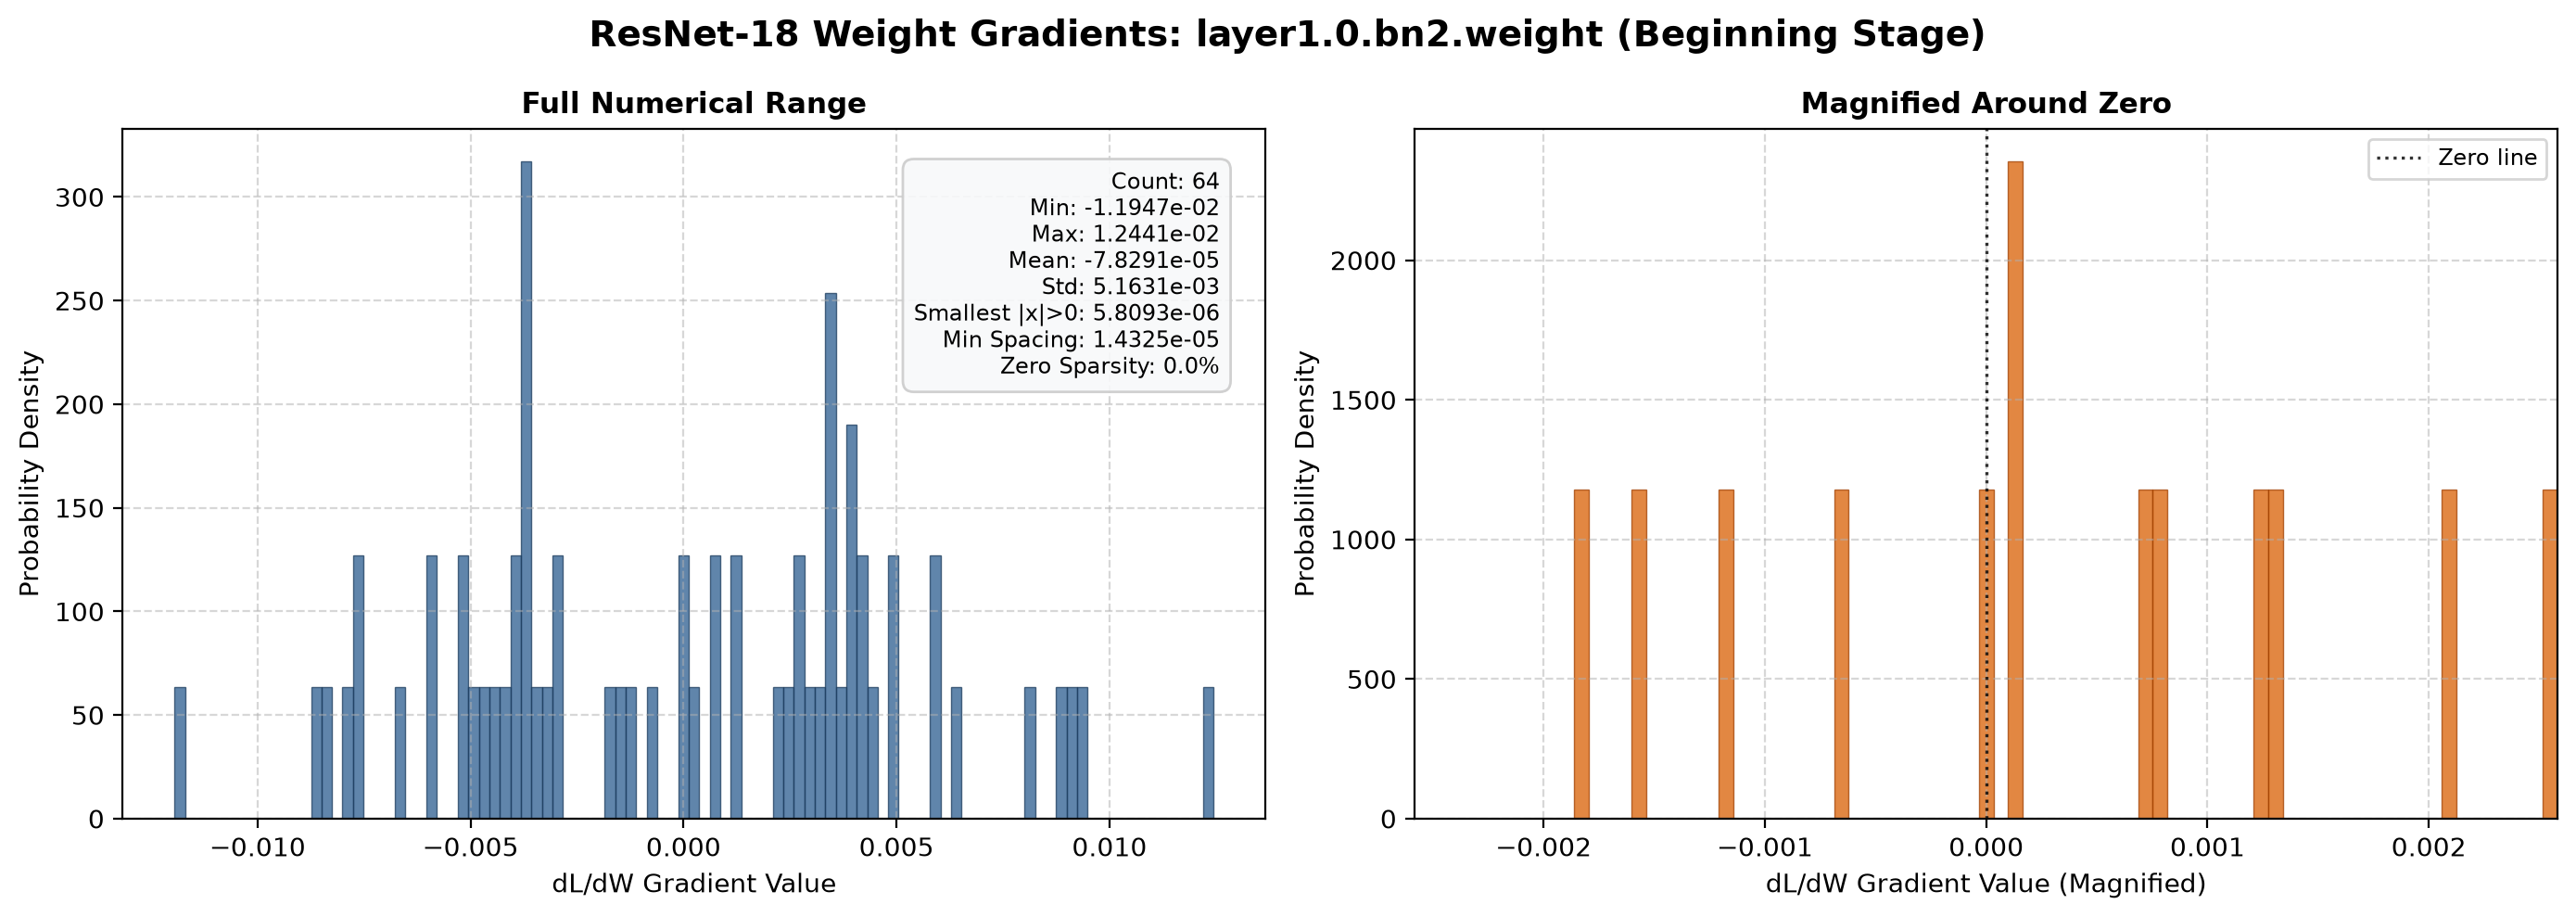 ResNet-18 Weight Gradients: layer1.0.bn2.weight (Beginning Stage)
Full Numerical Range
Probability Density
300
250
200
150
100
50
0
Count: 64
Min: -1.1947e-02
Max: 1.2441e-02
Mean: -7.8291e-05
Std: 5.1631e-03
Smallest |x|>0: 5.8093e-06
Min Spacing: 1.4325e-05
Zero Sparsity: 0.0%
−0.010 −0.005 0.000 0.005 0.010
dL/dW Gradient Value
Magnified Around Zero
Probability Density
2000
1500
1000
500
0
Zero line
−0.002 −0.001 0.000 0.001 0.002
dL/dW Gradient Value (Magnified)